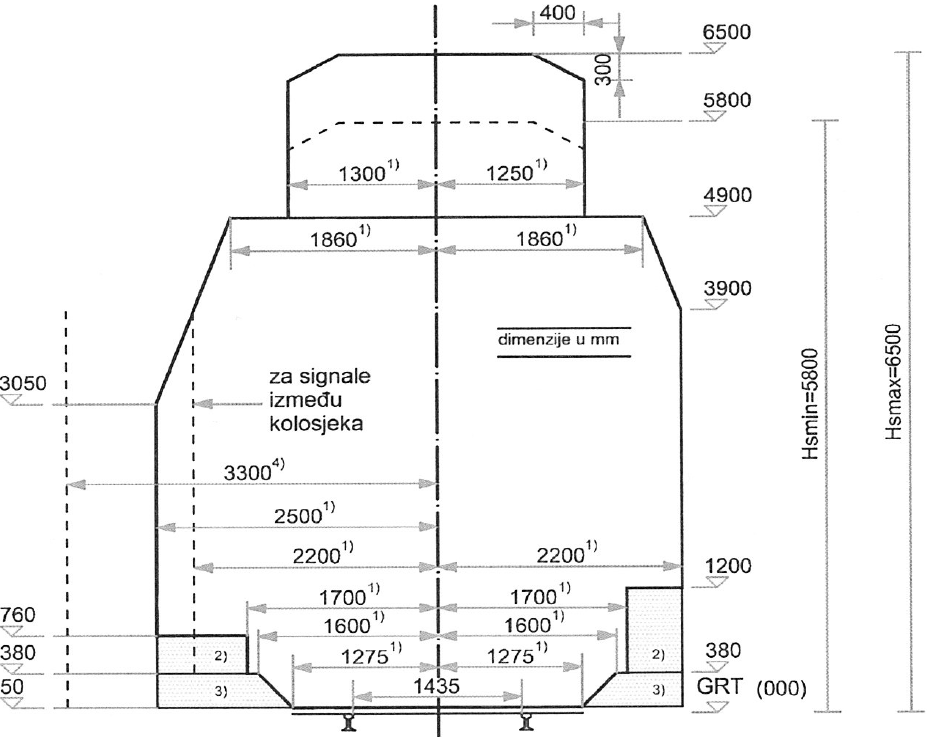 400
6500
300
5800
1300¹⁾ 1250¹⁾
4900
1860¹⁾ 1860¹⁾
3900
dimenzije u mm
Hsmin=5800
Hsmax=6500
3050
za signale
između
kolosjeka
3300⁴⁾
2500¹⁾
2200¹⁾ 2200¹⁾
1200
1700¹⁾ 1700¹⁾
760
1600¹⁾ 1600¹⁾
380 2) 1275¹⁾ 1275¹⁾ 2) 380
50 3) 1435 3) GRT (000)